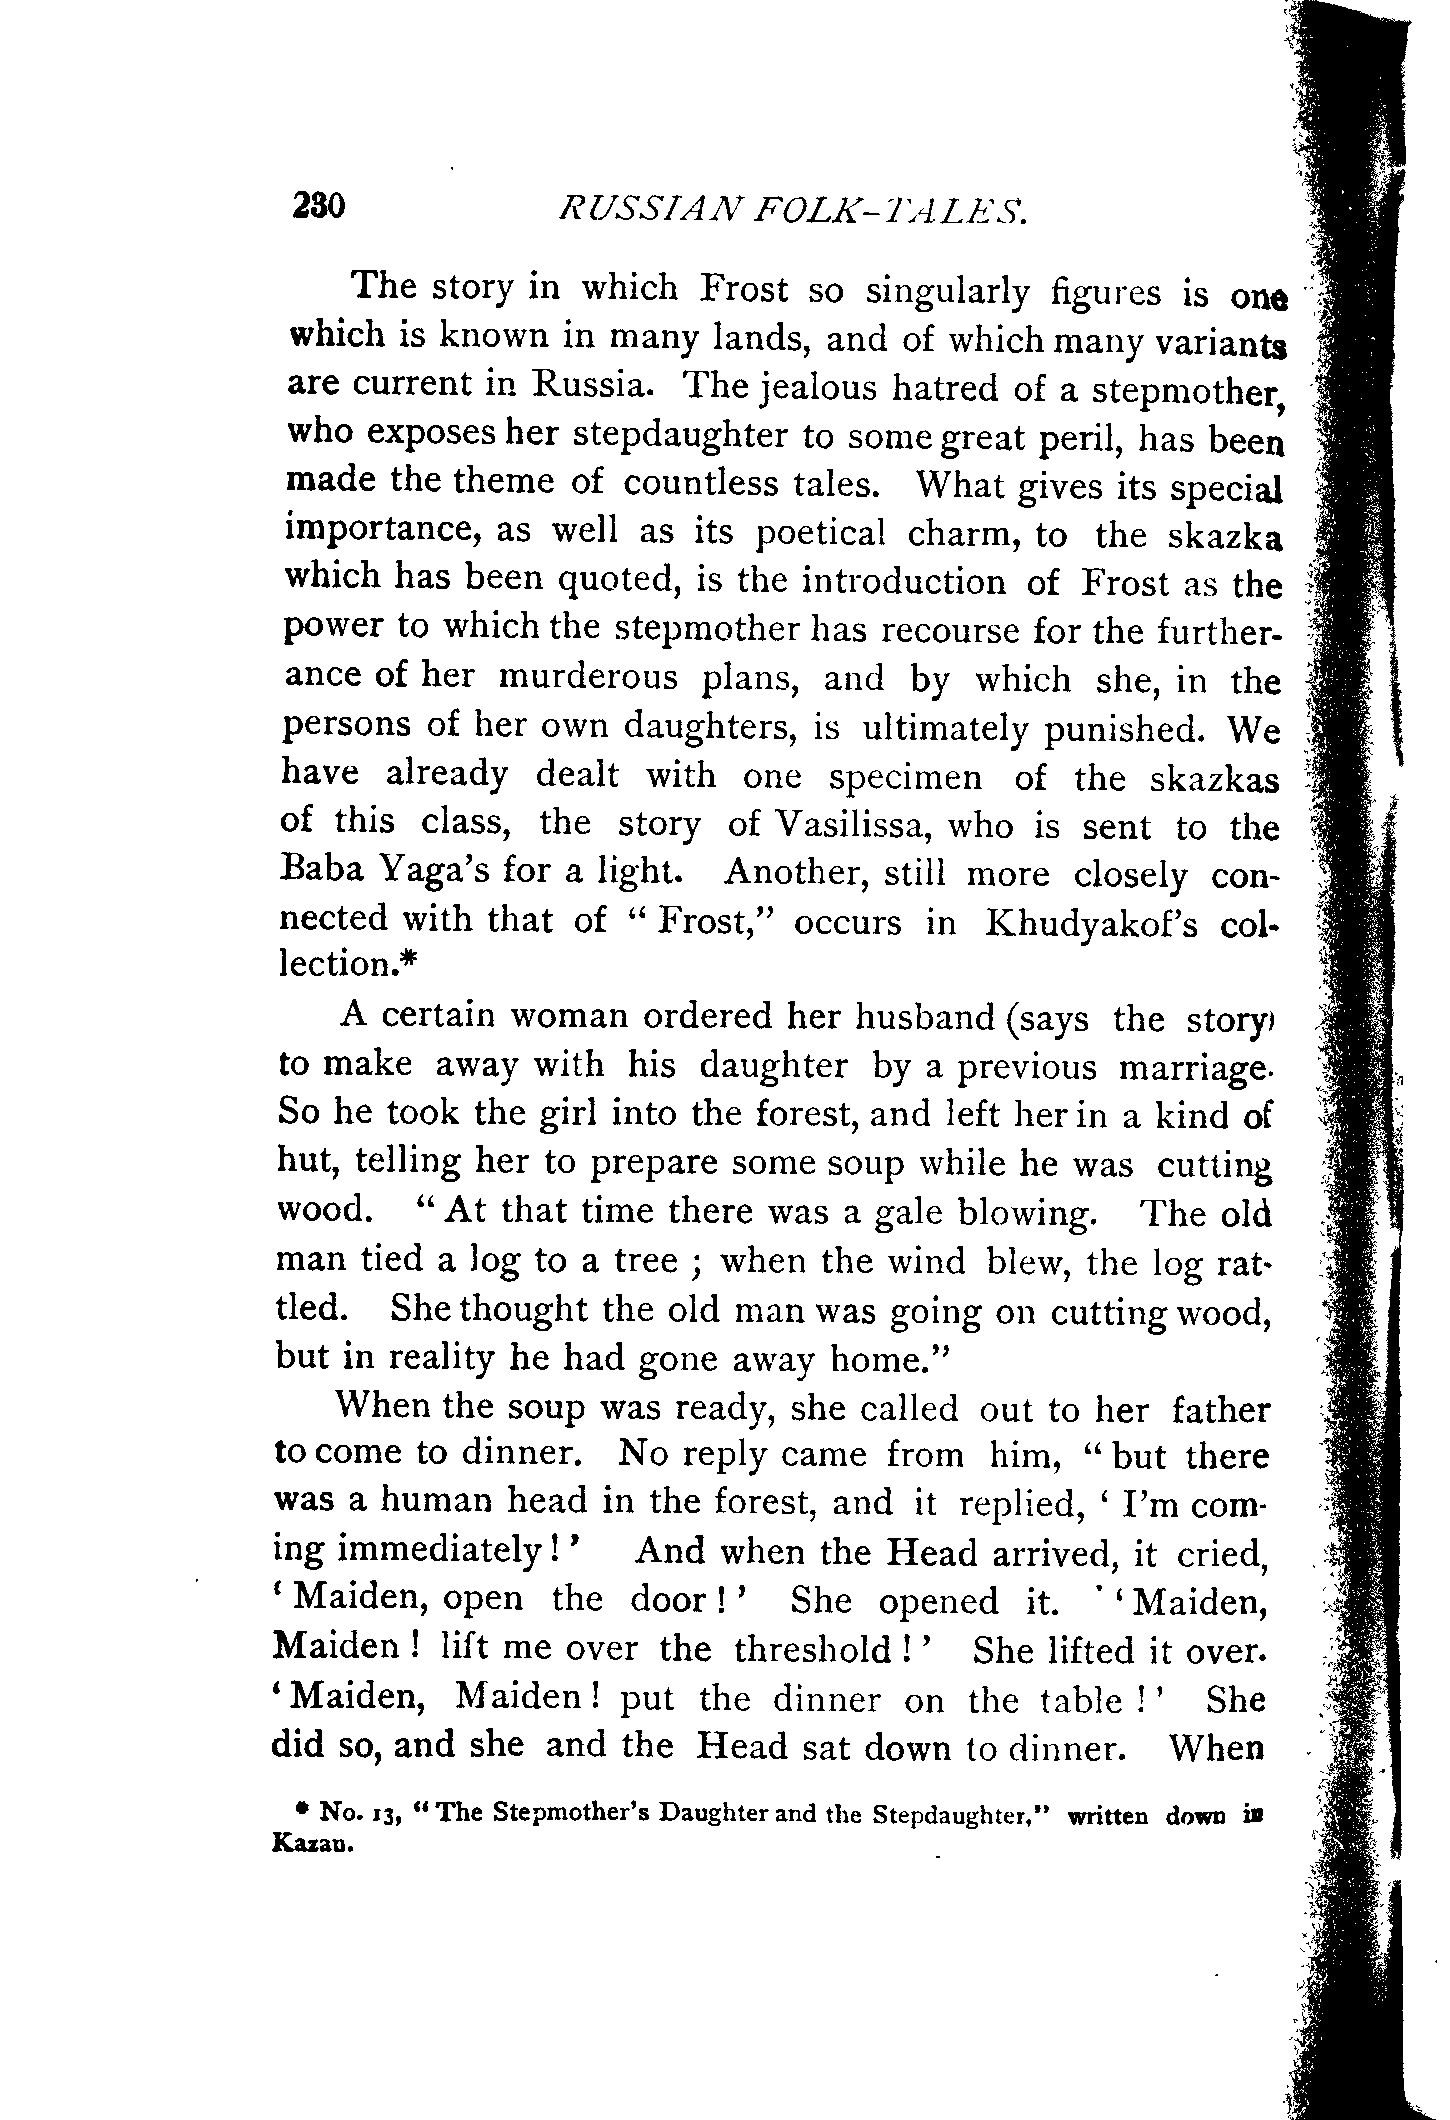 230 RUSSIAN FOLK-TALES.
The story in which Frost so singularly figures is one
which is known in many lands, and of which many variants
are current in Russia. The jealous hatred of a stepmother,
who exposes her stepdaughter to some great peril, has been
made the theme of countless tales. What gives its special
importance, as well as its poetical charm, to the skazka
which has been quoted, is the introduction of Frost as the
power to which the stepmother has recourse for the further-
ance of her murderous plans, and by which she, in the
persons of her own daughters, is ultimately punished. We
have already dealt with one specimen of the skazkas
of this class, the story of Vasilissa, who is sent to the
Baba Yaga's for a light. Another, still more closely con-
nected with that of “ Frost,” occurs in Khudyakof's col-
lection.*
A certain woman ordered her husband (says the story)
to make away with his daughter by a previous marriage.
So he took the girl into the forest, and left her in a kind of
hut, telling her to prepare some soup while he was cutting
wood. “ At that time there was a gale blowing. The old
man tied a log to a tree ; when the wind blew, the log rat-
tled. She thought the old man was going on cutting wood,
but in reality he had gone away home.”
When the soup was ready, she called out to her father
to come to dinner. No reply came from him, “ but there
was a human head in the forest, and it replied, ‘ I'm com-
ing immediately ! ’ And when the Head arrived, it cried,
‘ Maiden, open the door ! ’ She opened it. ‘ Maiden,
Maiden ! lift me over the threshold ! ’ She lifted it over.
‘ Maiden, Maiden ! put the dinner on the table ! ’ She
did so, and she and the Head sat down to dinner. When
* No. 13, “ The Stepmother's Daughter and the Stepdaughter,” written down in
Kazan.